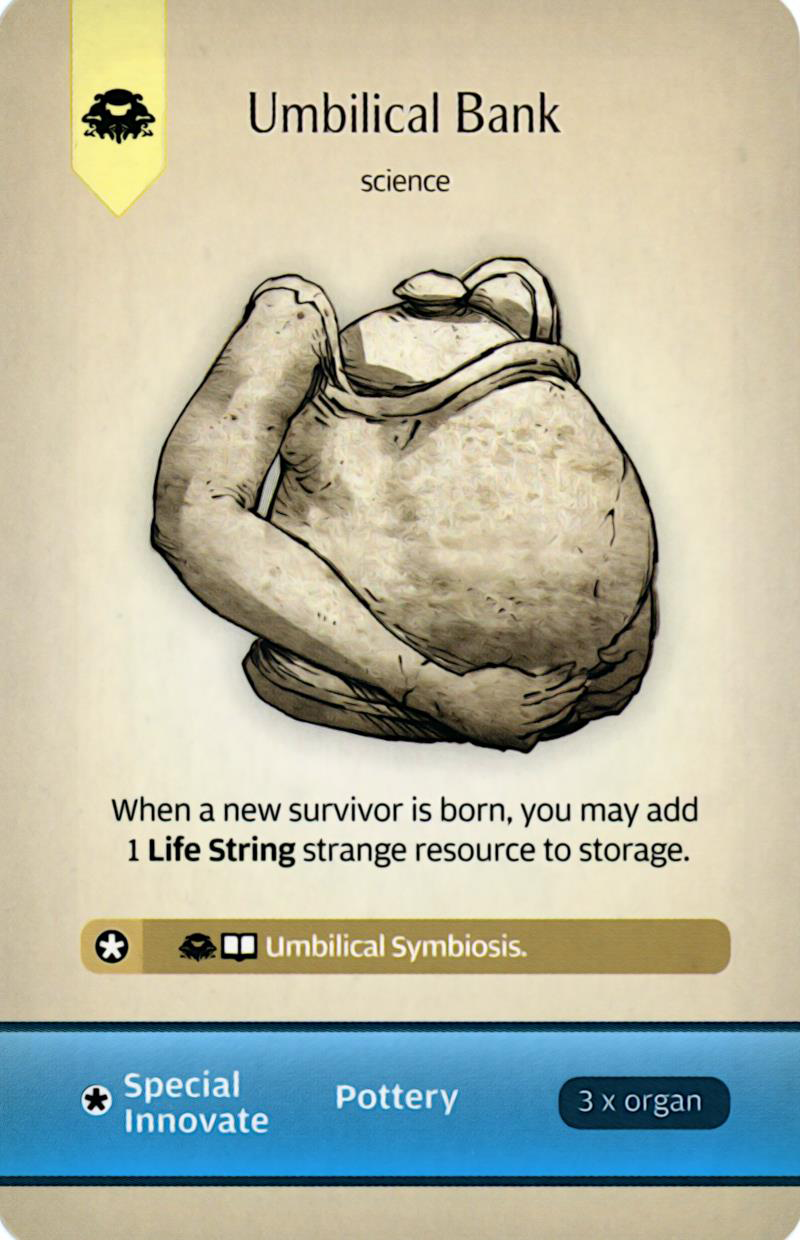 Umbilical Bank
science
When a new survivor is born, you may add
1 Life String strange resource to storage.
Umbilical Symbiosis.
Special
Innovate
Pottery
3 x organ